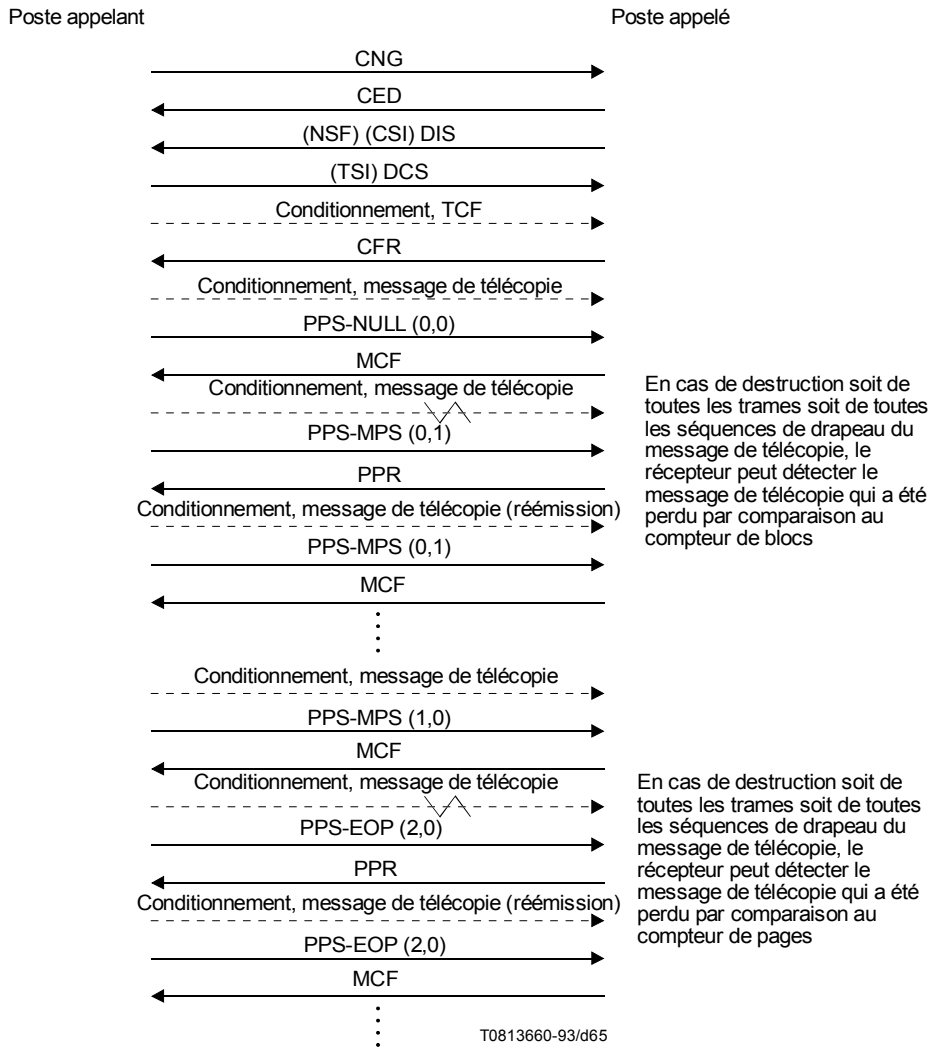 Poste appelant
Poste appelé
CNG
CED
(NSF) (CSI) DIS
(TSI) DCS
Conditionnement, TCF
CFR
Conditionnement, message de télécopie
PPS-NULL (0,0)
MCF
Conditionnement, message de télécopie
PPS-MPS (0,1)
PPR
Conditionnement, message de télécopie (réémission)
PPS-MPS (0,1)
MCF
En cas de destruction soit de
toutes les trames soit de toutes
les séquences de drapeau du
message de télécopie, le
récepteur peut détecter le
message de télécopie qui a été
perdu par comparaison au
compteur de blocs
Conditionnement, message de télécopie
PPS-MPS (1,0)
MCF
Conditionnement, message de télécopie
PPS-EOP (2,0)
PPR
Conditionnement, message de télécopie (réémission)
PPS-EOP (2,0)
MCF
En cas de destruction soit de
toutes les trames soit de toutes
les séquences de drapeau du
message de télécopie, le
récepteur peut détecter le
message de télécopie qui a été
perdu par comparaison au
compteur de pages
T0813660-93/d65